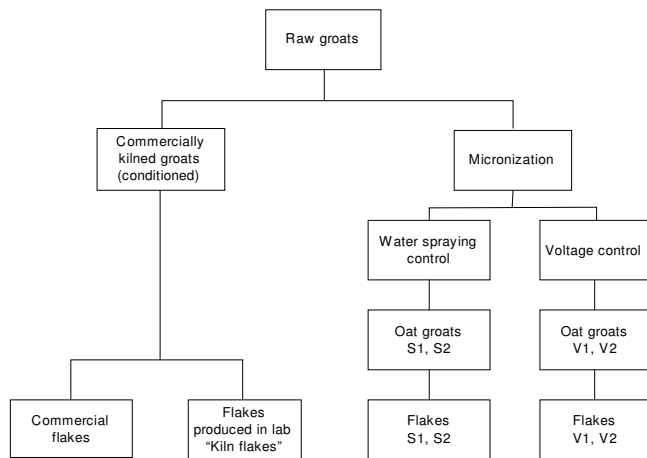 Raw groats
Commercially
kilned groats
(conditioned)
Micronization
Water spraying
control
Voltage control
Oat groats
S1, S2
Oat groats
V1, V2
Commercial
flakes
Flakes
produced in lab
“Kiln flakes”
Flakes
S1, S2
Flakes
V1, V2